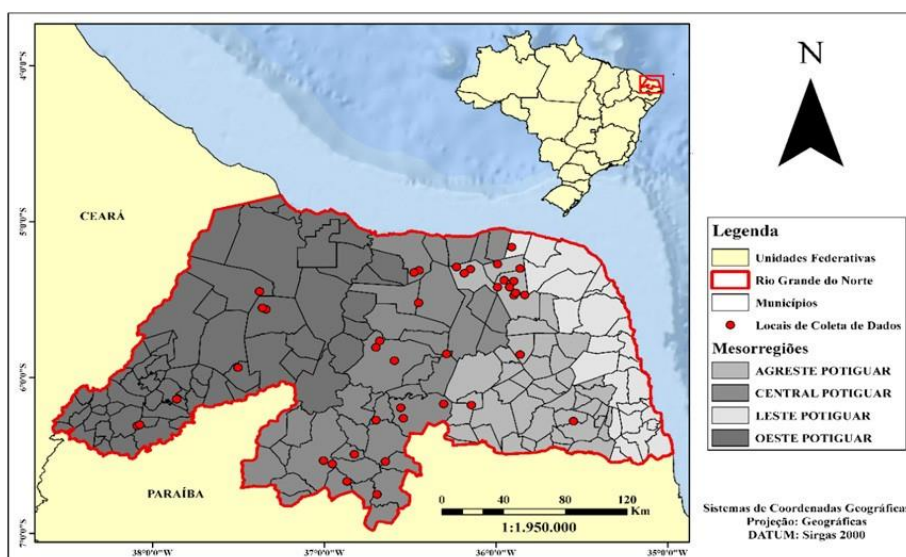 N
4°0'0"S
5°0'0"S
6°0'0"S
7°0'0"S
CEARÁ
PARAÍBA
0 20 40 80 120
Km
1:1.950.000
38°0'0"W
37°0'0"W
36°0'0"W
35°0'0"W
Legenda
Unidades Federativas
Rio Grande do Norte
Municípios
Locais de Coleta de Dados
Mesorregiões
AGRESTE POTIGUAR
CENTRAL POTIGUAR
LESTE POTIGUAR
OESTE POTIGUAR
Sistemas de Coordenadas Geográficas
Projeção: Geográficas
DATUM: Sirgas 2000